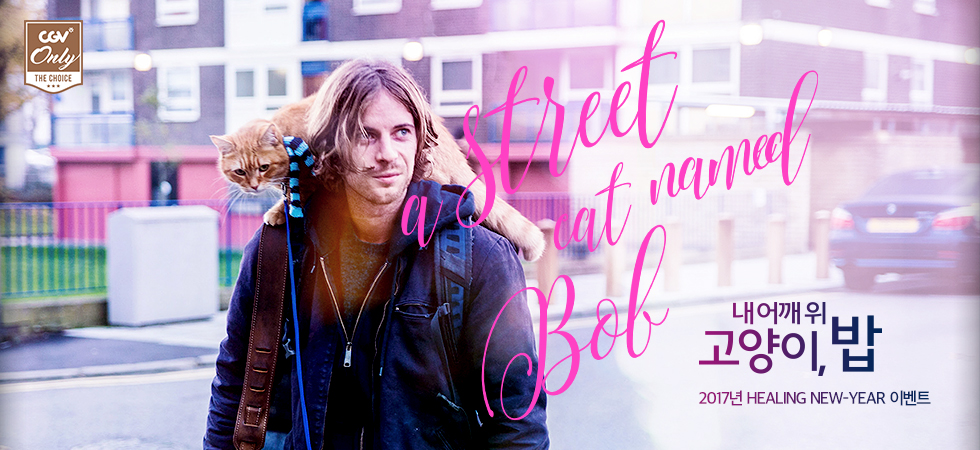 CGV
Only
THE CHOICE
a street
cat named
Bob
내 어깨 위
고양이, 밥
2017년 HEALING NEW-YEAR 이벤트